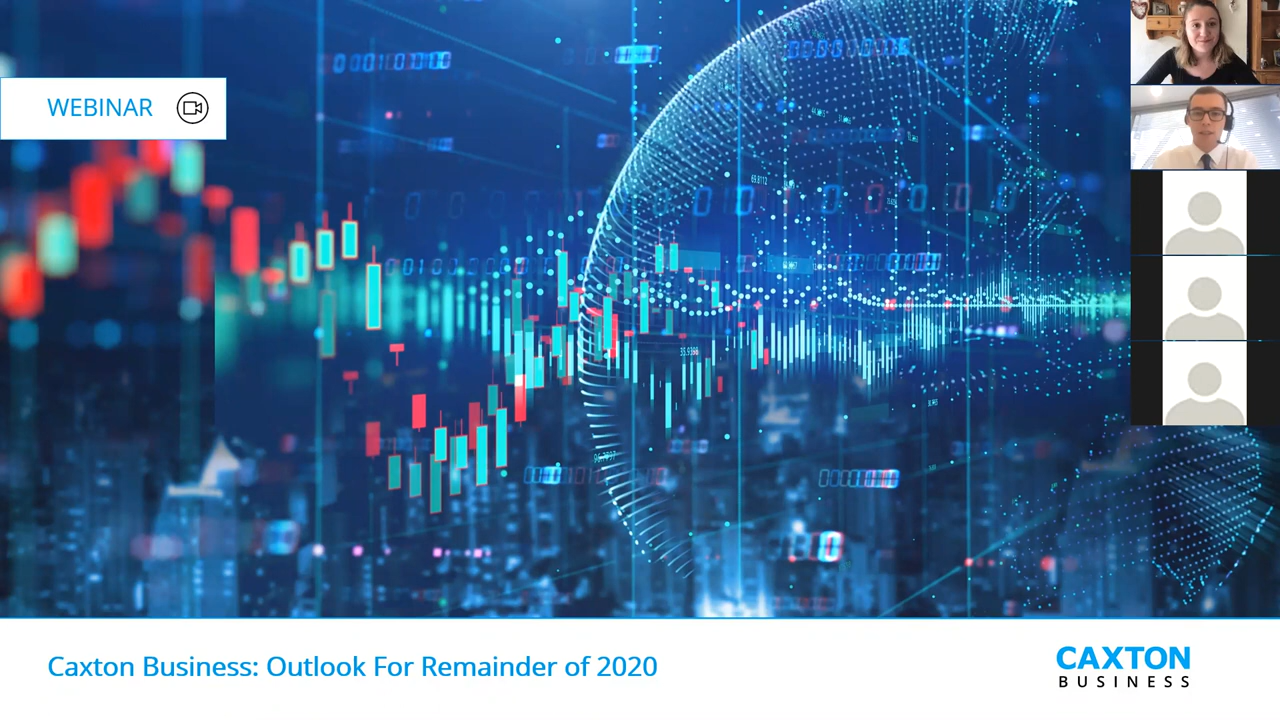 WEBINAR
Caxton Business: Outlook For Remainder of 2020
CAXTON
BUSINESS